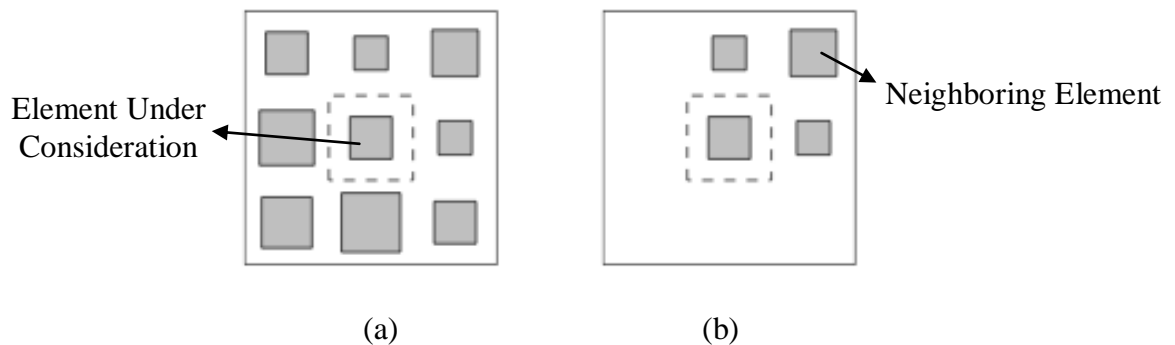 Element Under
Consideration
Neighboring Element
(a)
(b)